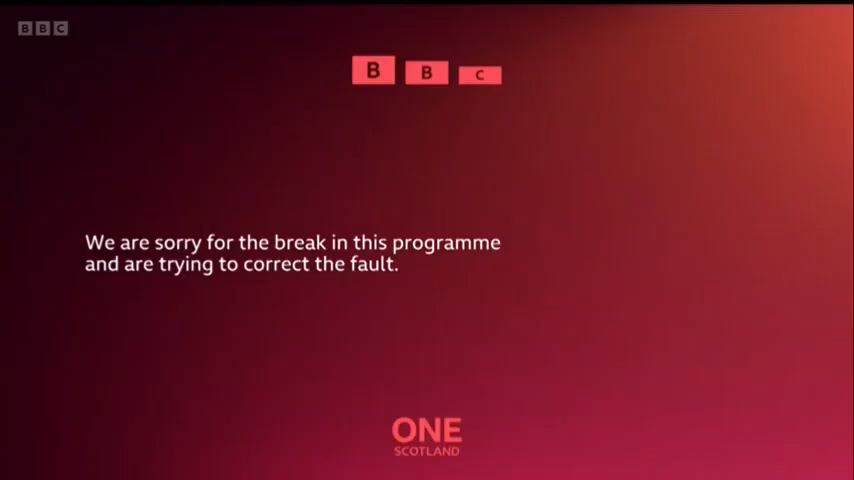 BBC
B B C
We are sorry for the break in this programme
and are trying to correct the fault.
ONE
SCOTLAND